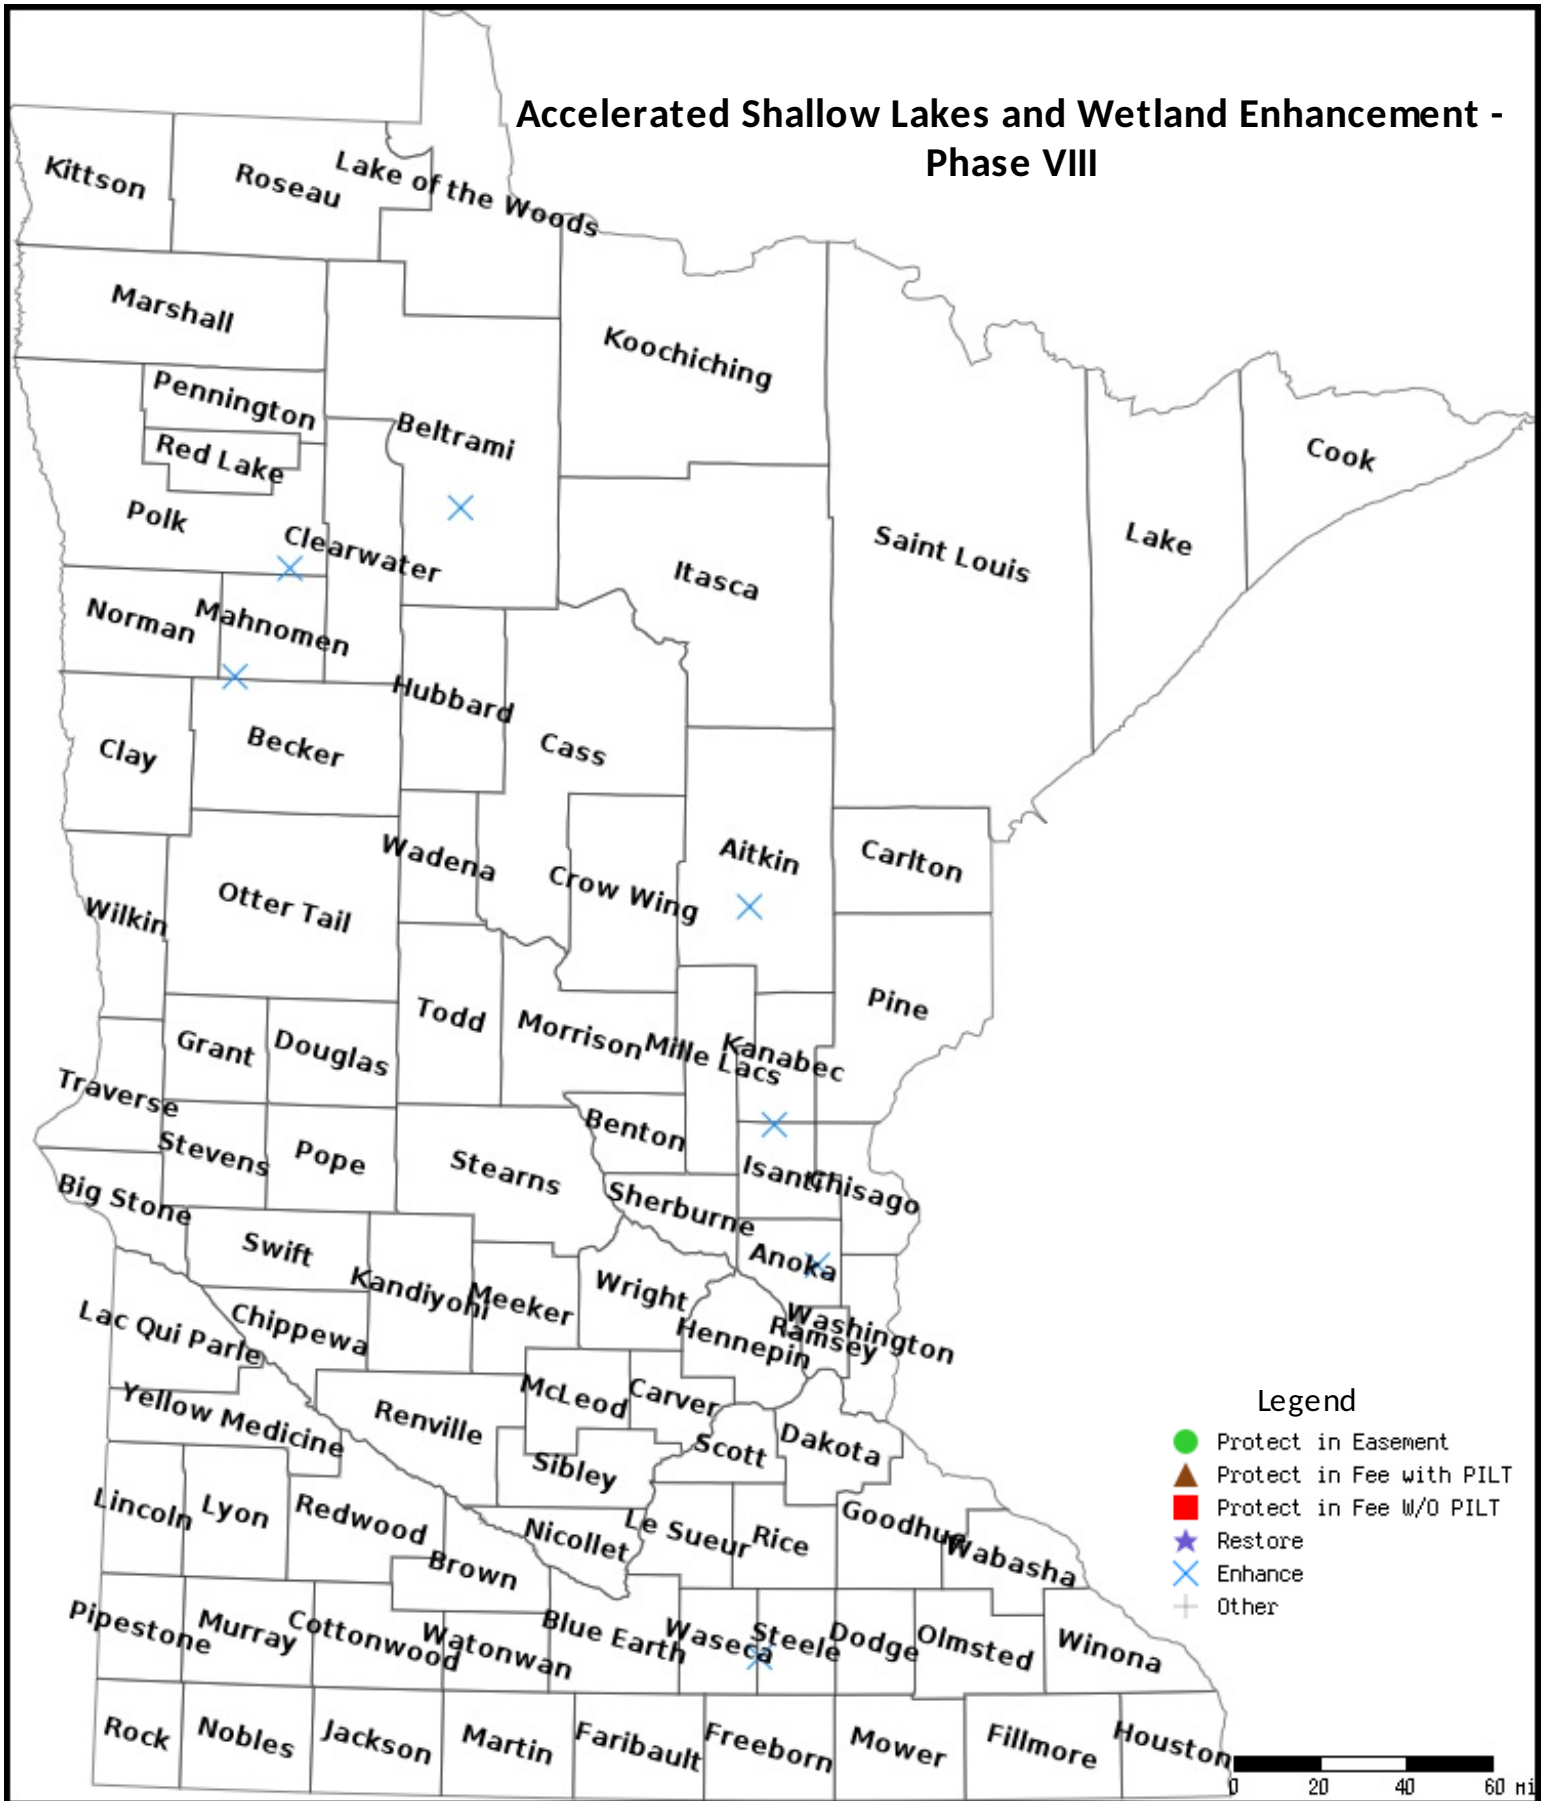 Accelerated Shallow Lakes and Wetland Enhancement -
Phase VIII
Kittson
Roseau
Lake of the Woods
Marshall
Koochiching
Pennington
Beltrami
Red Lake
Cook
Polk
Clearwater
Saint Louis
Lake
Itasca
Norman
Mahnomen
Hubbard
Clay
Becker
Cass
Wadena
Aitkin
Carlton
Crow Wing
Otter Tail
Wilkin
Pine
Todd
Morrison
Mille Lacs
Kanabec
Grant
Douglas
Traverse
Benton
Stevens
Pope
Stearns
Isanti
Chisago
Big Stone
Sherburne
Swift
Anoka
Kandiyohi
Meeker
Wright
Lac Qui Parle
Chippewa
Hennepin
Ramsey
Washington
Yellow Medicine
Renville
McLeod
Carver
Scott
Dakota
Sibley
Lincoln
Lyon
Redwood
Nicollet
Le Sueur
Rice
Goodhue
Wabasha
Brown
Pipestone
Murray
Cottonwood
Watonwan
Blue Earth
Waseca
Steele
Dodge
Olmsted
Winona
Rock
Nobles
Jackson
Martin
Faribault
Freeborn
Mower
Fillmore
Houston
Legend
Protect in Easement
Protect in Fee with PILT
Protect in Fee W/O PILT
Restore
Enhance
Other
0 20 40 60 mi